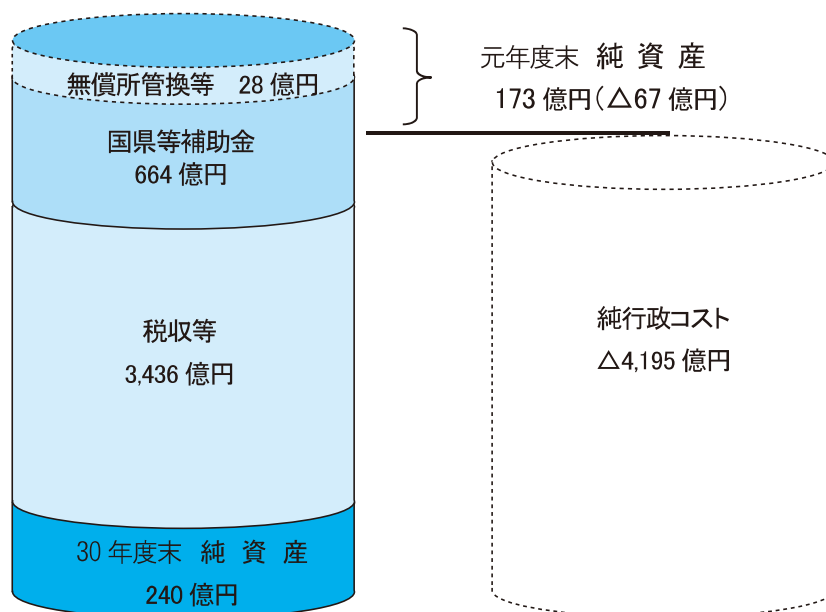 無償所管換等 28億円
国県等補助金
664億円
税収等
3,436億円
30年度末 純資産
240億円
元年度末 純資産
173億円(△67億円)
純行政コスト
△4,195億円